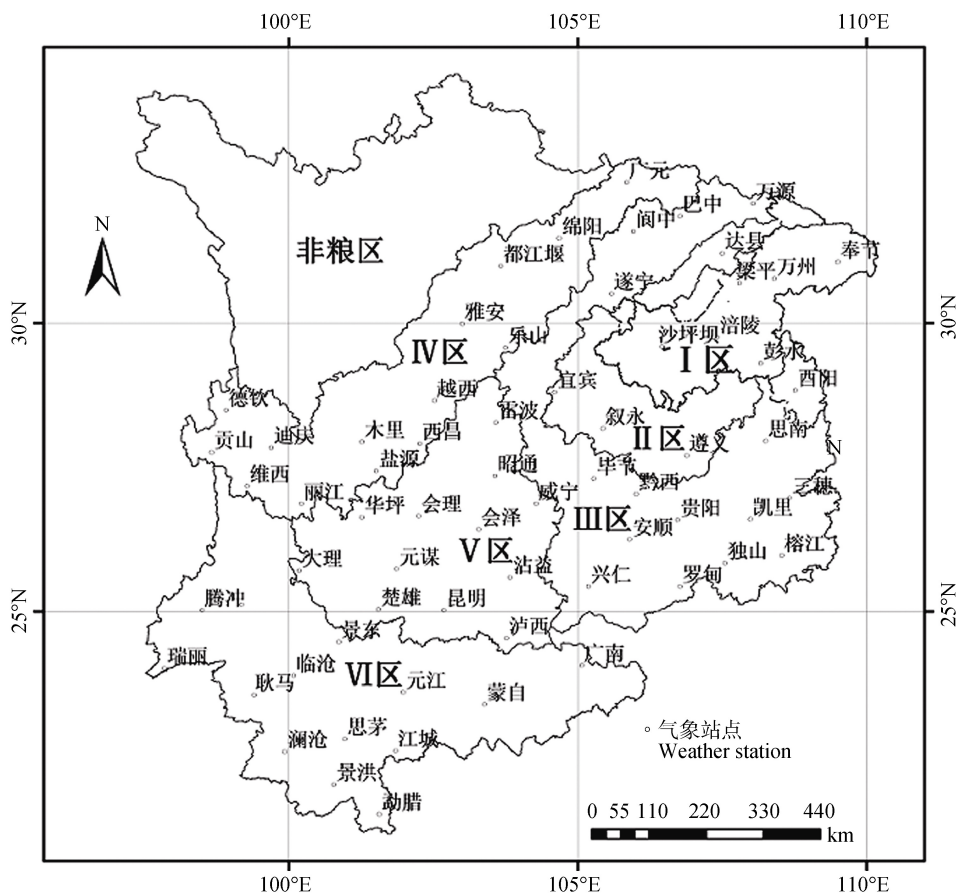 100°E 105°E 110°E
N
广元
万源
巴中
阆中
绵阳
达县
奉节
非粮区
都江堰
梁平
万州
遂宁
30°N
30°N
雅安
涪陵
沙坪坝
乐山
Ⅳ区
Ⅰ区
彭水
宜宾
酉阳
越西
德钦
雷波
叙永
思南
木里
西昌
贡山
迪庆
Ⅱ区
遵义
N
盐源
昭通
毕节
维西
黔西
丽江
威宁
三穗
华坪
会理
会泽
Ⅲ区
贵阳
凯里
安顺
Ⅴ区
大理
元谋
沾益
独山
榕江
兴仁
罗甸
腾冲
楚雄
昆明
25°N
25°N
景东
泸西
瑞丽
广南
临沧
耿马
Ⅵ区
元江
蒙自
思茅
澜沧
江城
气象站点
Weather station
景洪
勐腊
0 55 110 220 330 440
km
100°E 105°E 110°E